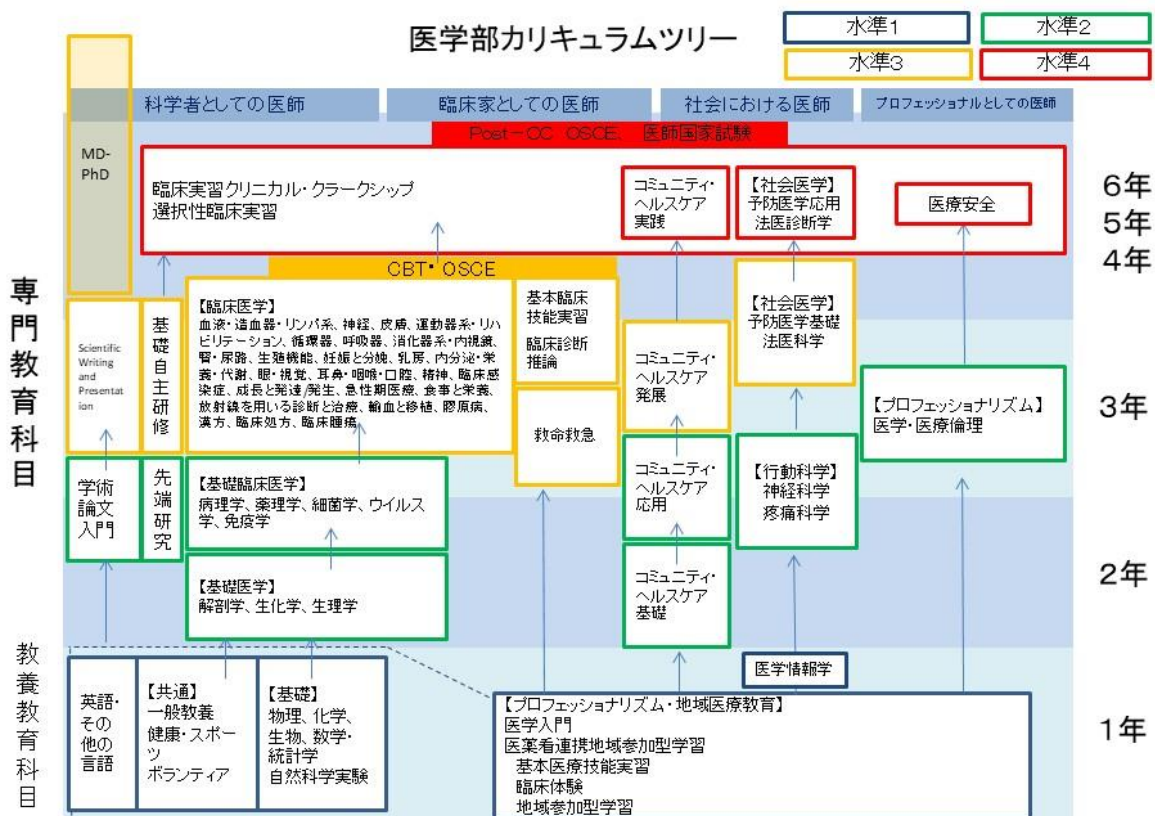 医学部カリキュラムツリー
水準1
水準2
水準3
水準4
科学者としての医師
臨床家としての医師
社会における医師
プロフェッショナルとしての医師
Post-CC OSCE、 医師国家試験
MD-
PhD
臨床実習クリニカル・クラークシップ
選択性臨床実習
コミュニティ・
ヘルスケア
実践
【社会医学】
予防医学応用
法医診断学
医療安全
6年
5年
4年
CBT・OSCE
専門教育科目
Scientific
Writing
and
Presentat
ion
基礎自主研修
【臨床医学】
血液・造血器・リンパ系、神経、皮膚、運動器系・リハ
ビリテーション、循環器、呼吸器、消化器系・内視鏡、
腎・尿路、生殖機能、妊娠と分娩、乳房、内分泌・栄
養・代謝、眼・視覚、耳鼻・咽喉・口腔、精神、臨床感
染症、成長と発達/発生、急性期医療、食事と栄養、
放射線を用いる診断と治療、輸血と移植、膠原病、
漢方、臨床処方、臨床腫瘍
基本臨床
技能実習
臨床診断
推論
救命救急
コミュニティ・
ヘルスケア
発展
【社会医学】
予防医学基礎
法医科学
【プロフェッショナリズム】
医学・医療倫理
3年
学術
論文
入門
先端研究
【基礎臨床医学】
病理学、薬理学、細菌学、ウイルス
学、免疫学
コミュニティ・
ヘルスケア
応用
【行動科学】
神経科学
疼痛科学
【基礎医学】
解剖学、生化学、生理学
コミュニティ・
ヘルスケア
基礎
2年
教養教育科目
英語・
その
他の
言語
【共通】
一般教養
健康・スポー
ツ
ボランティア
【基礎】
物理、化学、
生物、数学・
統計学
自然科学実験
医学情報学
【プロフェッショナリズム・地域医療教育】
医学入門
医薬看連携地域参加型学習
基本医療技能実習
臨床体験
地域参加型学習
1年